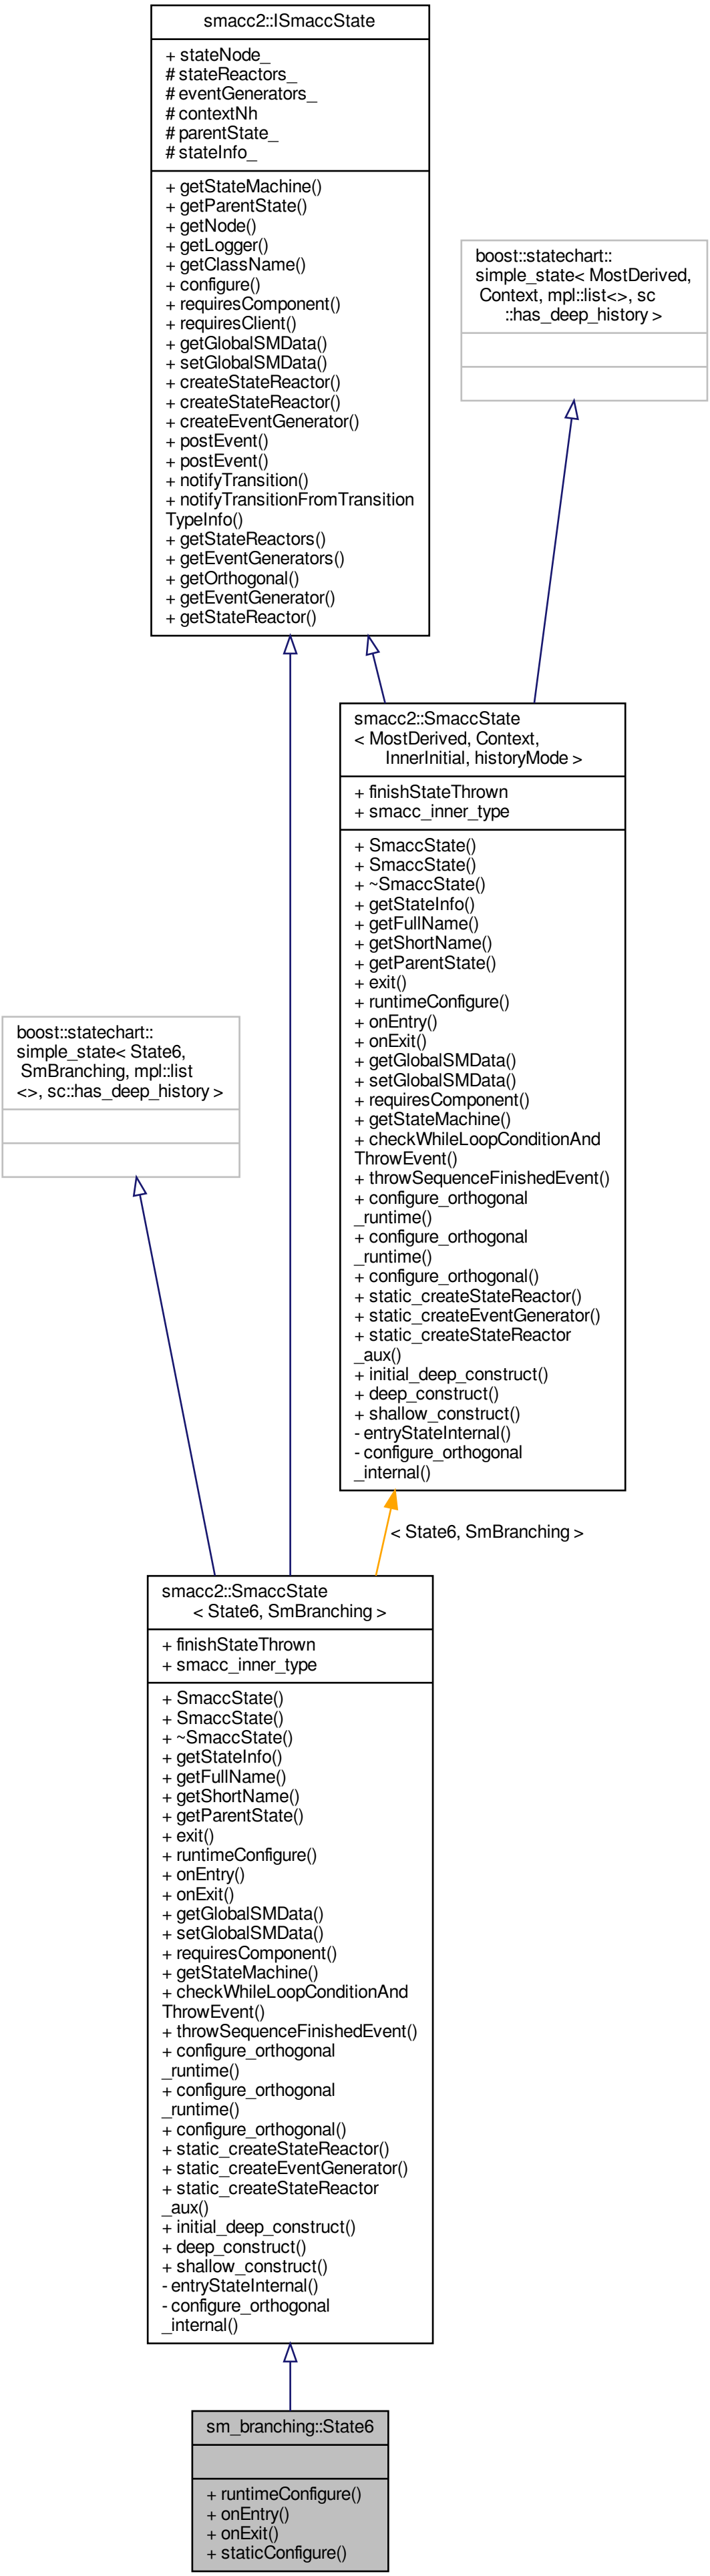 smacc2::ISmaccState
+ stateNode_
# stateReactors_
# eventGenerators_
# contextNh
# parentState_
# stateInfo_
+ getStateMachine()
+ getParentState()
+ getNode()
+ getLogger()
+ getClassName()
+ configure()
+ requiresComponent()
+ requiresClient()
+ getGlobalSMData()
+ setGlobalSMData()
+ createStateReactor()
+ createStateReactor()
+ createEventGenerator()
+ postEvent()
+ postEvent()
+ notifyTransition()
+ notifyTransitionFromTransition
TypeInfo()
+ getStateReactors()
+ getEventGenerators()
+ getOrthogonal()
+ getEventGenerator()
+ getStateReactor()
boost::statechart::
simple_state< MostDerived,
Context, mpl::list<>, sc
::has_deep_history >
smacc2::SmaccState
< MostDerived, Context,
InnerInitial, historyMode >
+ finishStateThrown
+ smacc_inner_type
+ SmaccState()
+ SmaccState()
+ ~SmaccState()
+ getStateInfo()
+ getFullName()
+ getShortName()
+ getParentState()
+ exit()
+ runtimeConfigure()
+ onEntry()
+ onExit()
+ getGlobalSMData()
+ setGlobalSMData()
+ requiresComponent()
+ getStateMachine()
+ checkWhileLoopConditionAnd
ThrowEvent()
+ throwSequenceFinishedEvent()
+ configure_orthogonal
_runtime()
+ configure_orthogonal
_runtime()
+ configure_orthogonal()
+ static_createStateReactor()
+ static_createEventGenerator()
+ static_createStateReactor
_aux()
+ initial_deep_construct()
+ deep_construct()
+ shallow_construct()
- entryStateInternal()
- configure_orthogonal
_internal()
boost::statechart::
simple_state< State6,
SmBranching, mpl::list
<>, sc::has_deep_history >
< State6, SmBranching >
smacc2::SmaccState
< State6, SmBranching >
+ finishStateThrown
+ smacc_inner_type
+ SmaccState()
+ SmaccState()
+ ~SmaccState()
+ getStateInfo()
+ getFullName()
+ getShortName()
+ getParentState()
+ exit()
+ runtimeConfigure()
+ onEntry()
+ onExit()
+ getGlobalSMData()
+ setGlobalSMData()
+ requiresComponent()
+ getStateMachine()
+ checkWhileLoopConditionAnd
ThrowEvent()
+ throwSequenceFinishedEvent()
+ configure_orthogonal
_runtime()
+ configure_orthogonal
_runtime()
+ configure_orthogonal()
+ static_createStateReactor()
+ static_createEventGenerator()
+ static_createStateReactor
_aux()
+ initial_deep_construct()
+ deep_construct()
+ shallow_construct()
- entryStateInternal()
- configure_orthogonal
_internal()
sm_branching::State6
+ runtimeConfigure()
+ onEntry()
+ onExit()
+ staticConfigure()